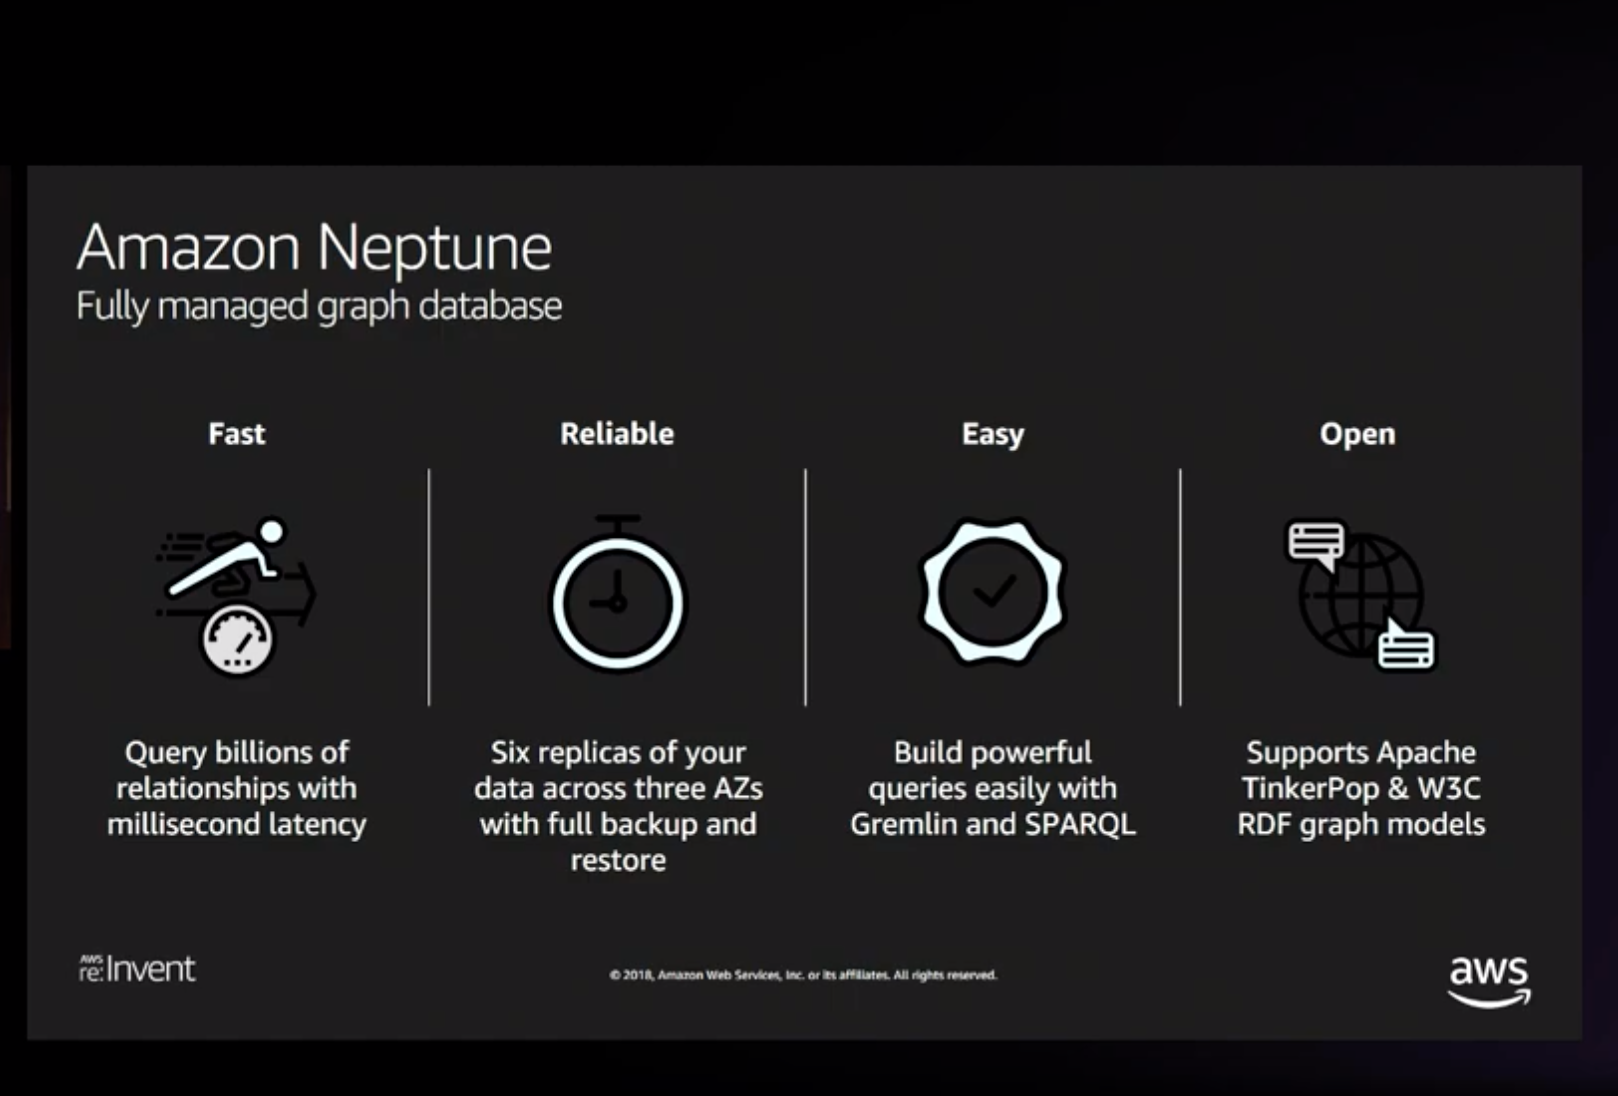 Amazon Neptune
Fully managed graph database
Fast
Query billions of
relationships with
millisecond latency
Reliable
Six replicas of your
data across three AZs
with full backup and
restore
Easy
Build powerful
queries easily with
Gremlin and SPARQL
Open
Supports Apache
TinkerPop & W3C
RDF graph models
AWS
re:Invent
© 2018, Amazon Web Services, Inc. or its affiliates. All rights reserved.
aws